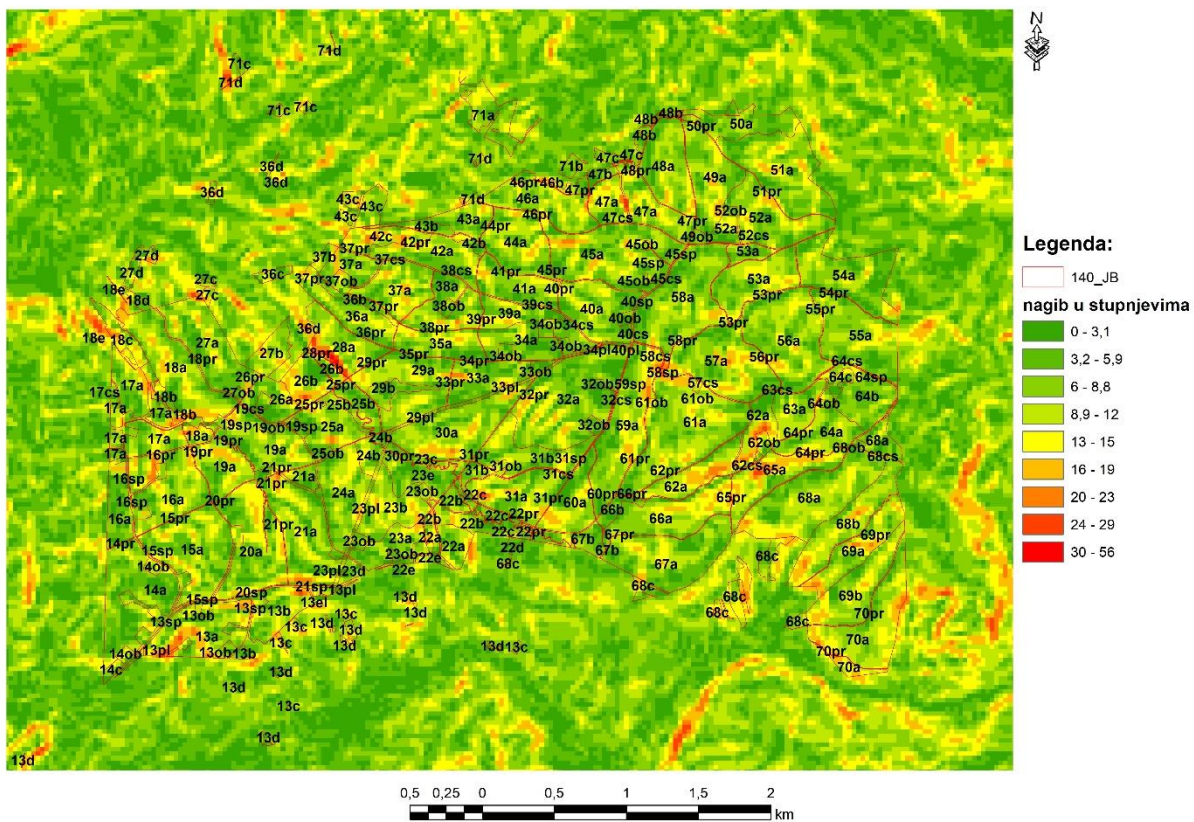 N
71d
71c
71d
71c 71c
71a
48b 48b
50pr 50a
48b
71d
71b 47c 47c
48pr 48a
47b
51a
49a
36d
36d
36d
46pr 46b
47pr
51pr
43c
43c
43c
71d
46a
47a
46pr
47cs 47a
47pr
52ob
52a
43a
44pr
43b
52a
52cs
49ob
42c
42pr
42b
44a
45ob
45a
45sp
45sp
53a
37pr
42a
37b
37a
37cs
27d
27d
36c
37pr 37ob
38cs
41pr
45pr
45ob 45cs
53a
54a
27c
27c
18e
18d
37a
38a
41a
40pr
58a
53pr
54pr
36b
37pr
38ob
39cs
40sp
55pr
36a
39pr
39a
40a
40ob
53pr
36d
36pr
38pr
34ob 34cs
40cs
18e 18c
27a
28a
35a
34a
58pr
56a
55a
28pr
27b
18pr
29pr
35pr
34pr
34ob
34ob
34pl 40pl
58cs
57a
56pr
64cs
18a
26b
29a
33ob
58sp
26pr
26b
25pr
33pr
33a
57cs
64c 64sp
17a
17cs
27ob
26a
29b
33pl
32pr
32ob 59sp
63cs
64b
18b
19cs
25pr 25b 25b
32a
32cs
61ob
61ob
63a
64ob
17a
17a 18b
29pl
62a
19sp 19ob 19sp
25a
30a
32ob
59a
61a
64pr
64a
17a
17a
18a
19pr
24b
62ob
68a
17a
16pr
19pr
19a
25ob
24b 30pr
23c
31pr
31b 31sp
61pr
64pr
68ob
68cs
19a
21pr
31b
31ob
62pr
62cs
65a
16sp
21pr
21a
23e
31cs
62a
16sp
16a
20pr
24a
23ob
22c
31a
31pr
60pr 66pr
65pr
68a
60a
16a
15pr
23pl 23b
22b
66b
21pr
22b
22b
22c 22pr
66a
68b
14pr
21a
22c 22pr
67pr
69pr
15sp
15a
20a
23ob
23a
22a
22a
22d
67b
67b
69a
14ob
23ob
22e
68c
67a
68c
23pl 23d
22e
14a
20sp
21sp 13pl
68c
68c
69b
15sp
13sp 13b
13el
13d
68c
70pr
13sp
13ob
13c
13d
68c
13c
13d
13d
70a
13a
14ob
13pl
13ob 13b
13c
13d 13c
70pr
70a
14c
13d
13d
13c
13d
13d
Legenda:
140_JB
nagib u stupnjevima
0 - 3,1
3,2 - 5,9
6 - 8,8
8,9 - 12
13 - 15
16 - 19
20 - 23
24 - 29
30 - 56
0,5 0,25 0 0,5 1 1,5 2
km